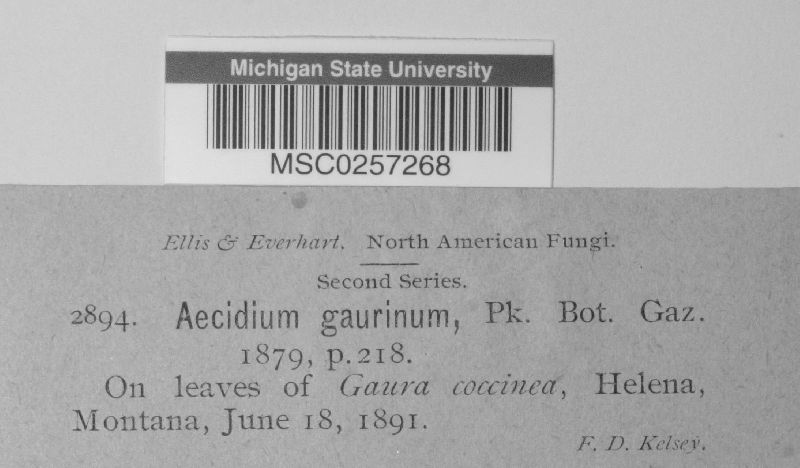 Michigan State University
MSC0257268
Ellis & Everhart. North American Fungi.
Second Series.
2894. Aecidium gaurinum, Pk. Bot. Gaz.
1879, p. 218.
On leaves of Gaura coccinea, Helena,
Montana, June 18, 1891.
F. D. Kelsey.